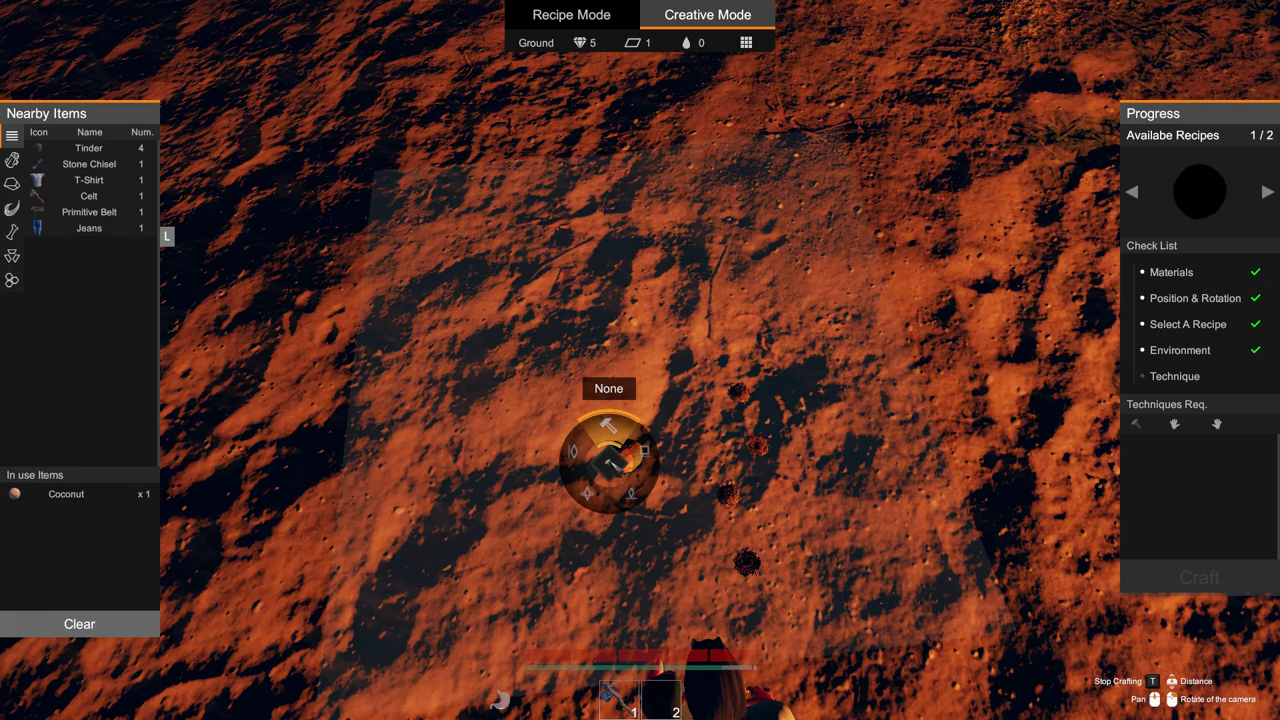 Recipe Mode
Creative Mode
Ground 5 1 0
Nearby Items
Icon Name Num.
Tinder 4
Stone Chisel 1
T-Shirt 1
Celt 1
Primitive Belt 1
Jeans 1
L
In use Items
Coconut x 1
Clear
None
1
2
Progress
Availabe Recipes 1 / 2
Check List
Materials
Position & Rotation
Select A Recipe
Environment
Technique
Techniques Req.
Craft
Stop Crafting T Distance
Pan Rotate of the camera